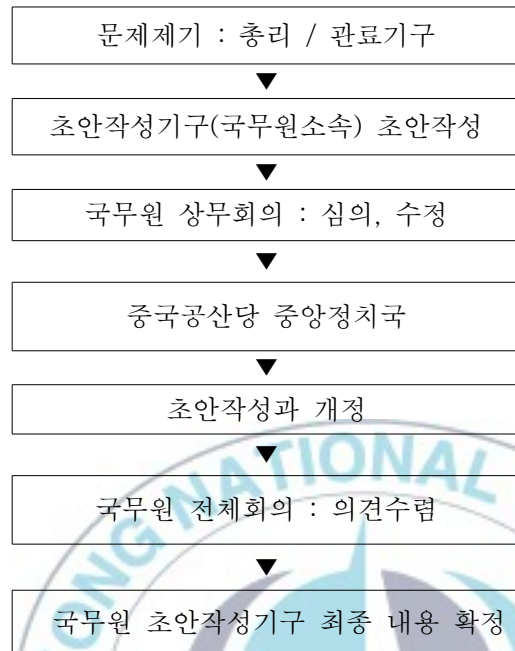 문제제기 : 총리 / 관료기구
▼
초안작성기구(국무원소속) 초안작성
▼
국무원 상무회의 : 심의, 수정
▼
중국공산당 중앙정치국
▼
초안작성과 개정
▼
국무원 전체회의 : 의견수렴
▼
국무원 초안작성기구 최종 내용 확정
ONG NATIONAL